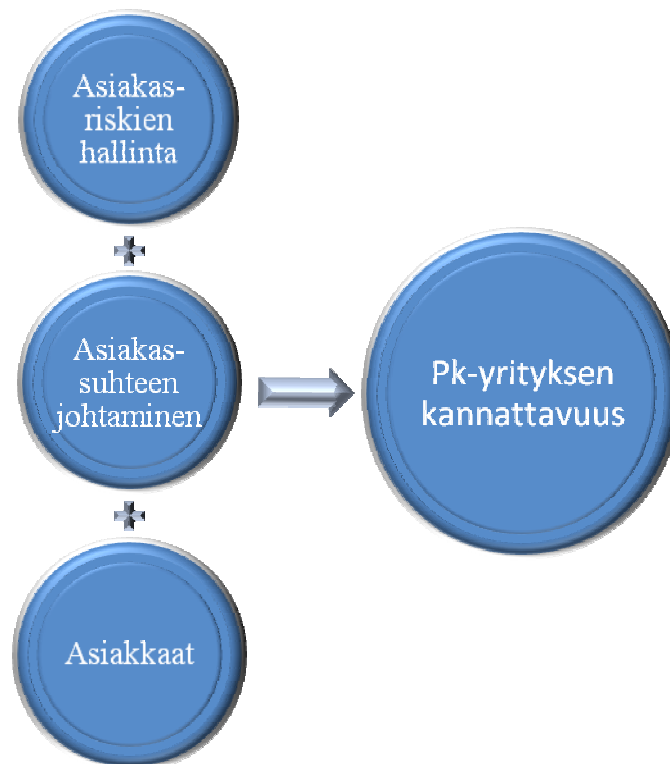 Asiakas-
riskien
hallinta
+
Asiakas-
suhteen
johtaminen
Pk-yrityksen
kannattavuus
+
Asiakkaat